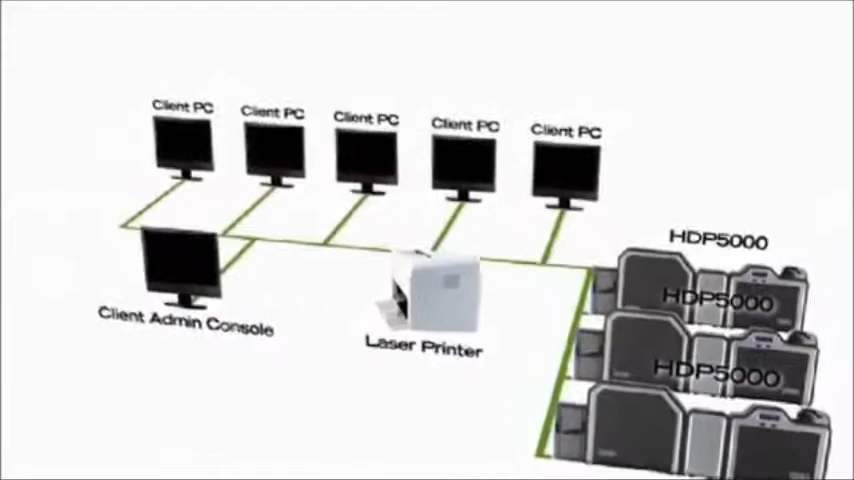 Client PC
Client PC
Client PC
Client PC
Client PC
HDP5000
HDP5000
Client Admin Console
Laser Printer
HDP5000